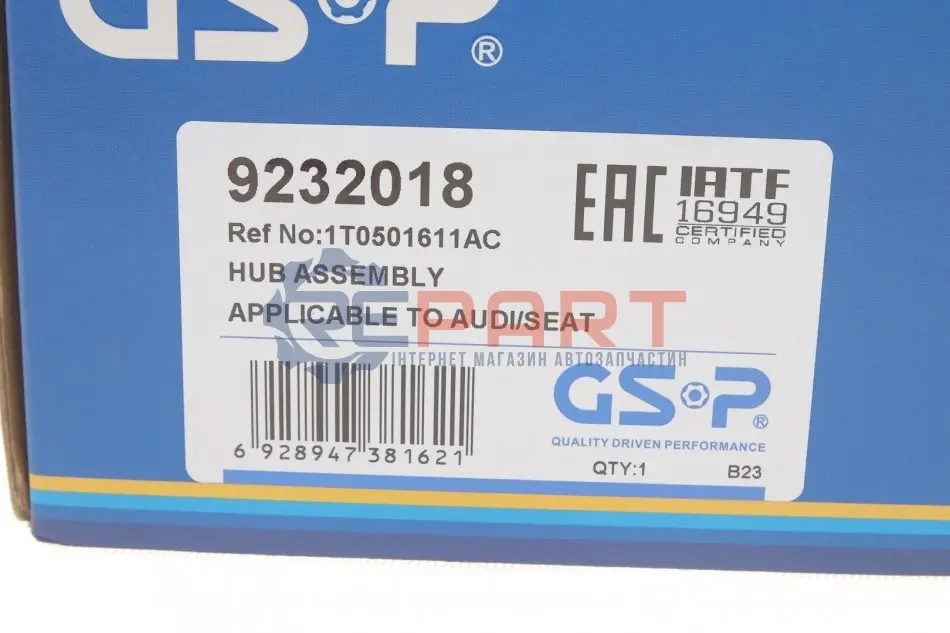 GSP®
9232018
Ref No:1T0501611AC
HUB ASSEMBLY
APPLICABLE TO AUDI/SEAT
EAC
IATF
16949
CERTIFIED
COMPANY
PART
ІНТЕРНЕТ МАГАЗИН АВТОЗАПЧАСТИН
6 928947 381621
GSP®
QUALITY DRIVEN PERFORMANCE
QTY:1
B23